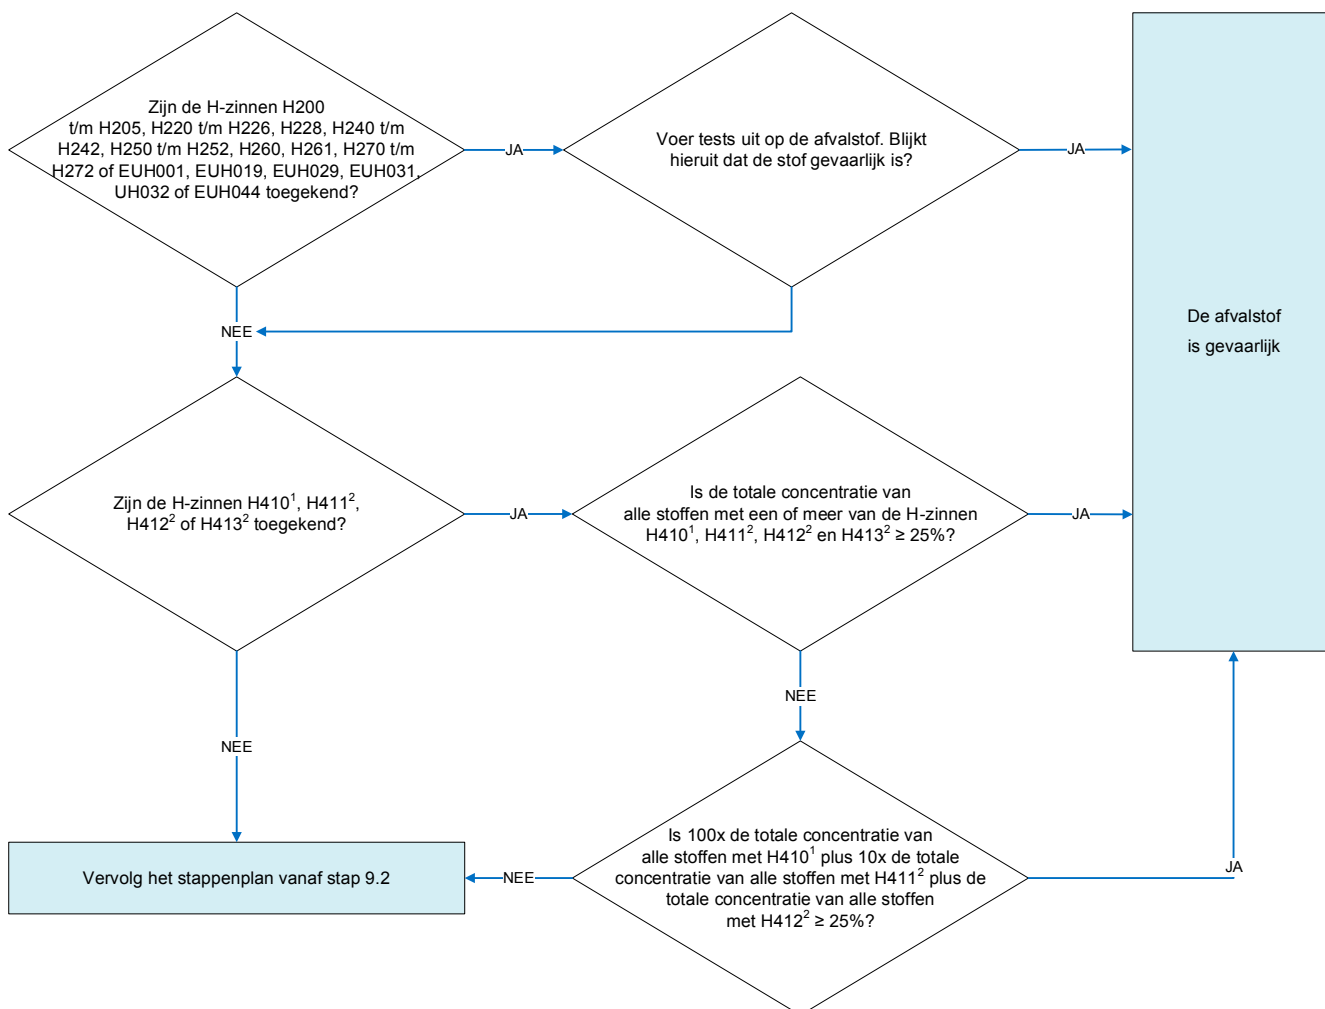 Zijn de H-zinnen H200
t/m H205, H220 t/m H226, H228, H240 t/m
H242, H250 t/m H252, H260, H261, H270 t/m
H272 of EUH001, EUH019, EUH029, EUH031,
UH032 of EUH044 toegekend?
JA
Voer tests uit op de afvalstof. Blijkt
hieruit dat de stof gevaarlijk is?
JA
De afvalstof
is gevaarlijk
NEE
Zijn de H-zinnen H410¹, H411²,
H412² of H413² toegekend?
JA
Is de totale concentratie van
alle stoffen met een of meer van de H-zinnen
H410¹, H411², H412² en H413² ≥ 25%?
JA
NEE
NEE
Is 100x de totale concentratie van
alle stoffen met H410¹ plus 10x de totale
concentratie van alle stoffen met H411² plus de
totale concentratie van alle stoffen
met H412² ≥ 25%?
JA
NEE
Vervolg het stappenplan vanaf stap 9.2